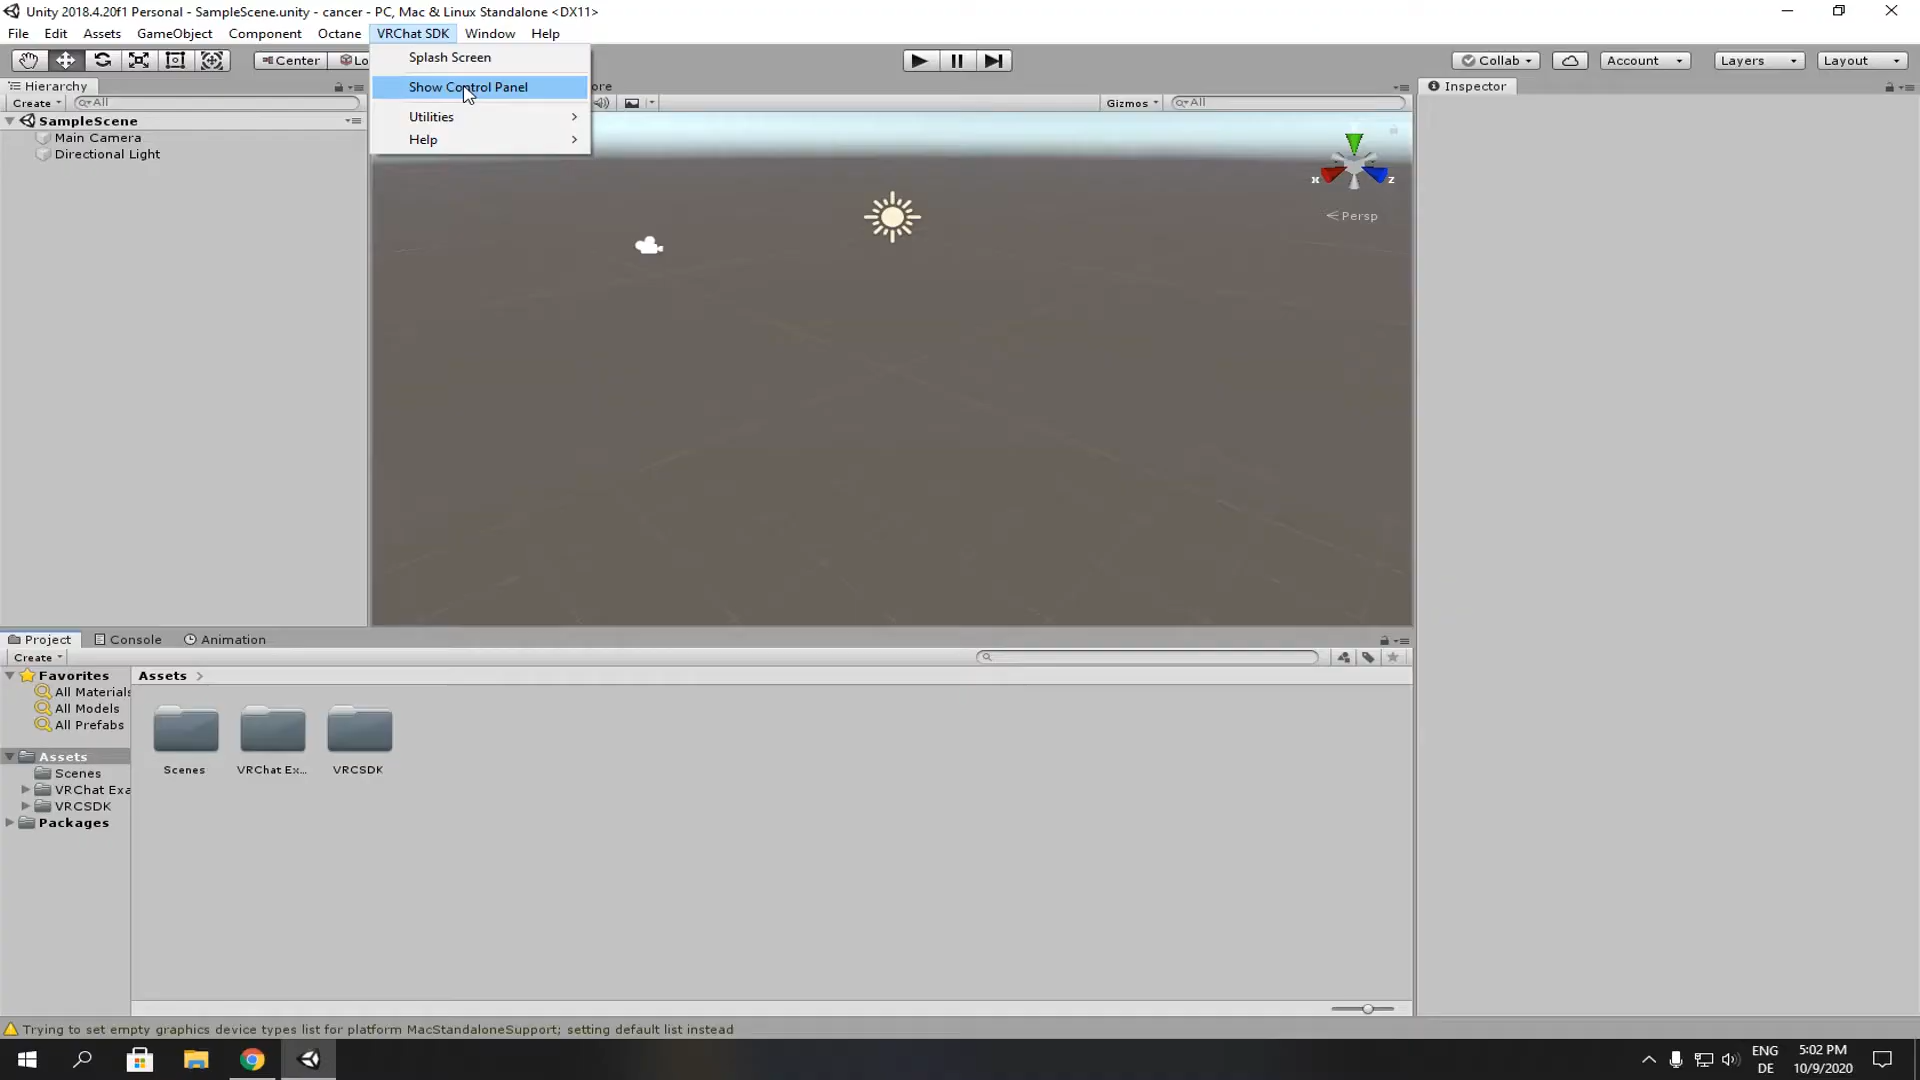 Unity 2018.4.20f1 Personal - SampleScene.unity - cancer - PC, Mac & Linux Standalone <DX11>
File Edit Assets GameObject Component Octane VRChat SDK Window Help
Center Lo Collab Account Layers Layout
Splash Screen
Show Control Panel
Utilities
Help
Hierarchy
Create All
SampleScene
Main Camera
Directional Light
ore
Gizmos All
x z
Persp
Inspector
Project Console Animation
Create
Favorites
All Materials
All Models
All Prefabs
Assets
Scenes
VRChat Exa
VRCSDK
Packages
Assets
Scenes VRChat Ex... VRCSDK
Trying to set empty graphics device types list for platform MacStandaloneSupport; setting default list instead
ENG
DE
5:02 PM
10/9/2020